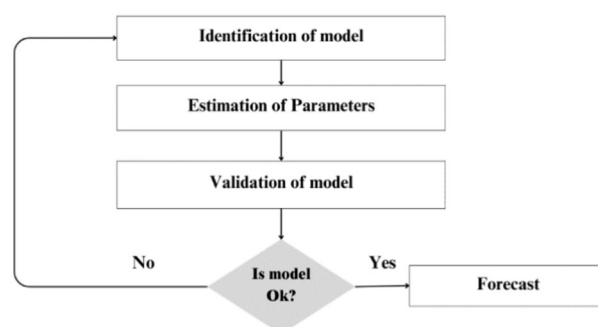 Identification of model
Estimation of Parameters
Validation of model
No
Is model
Ok?
Yes
Forecast